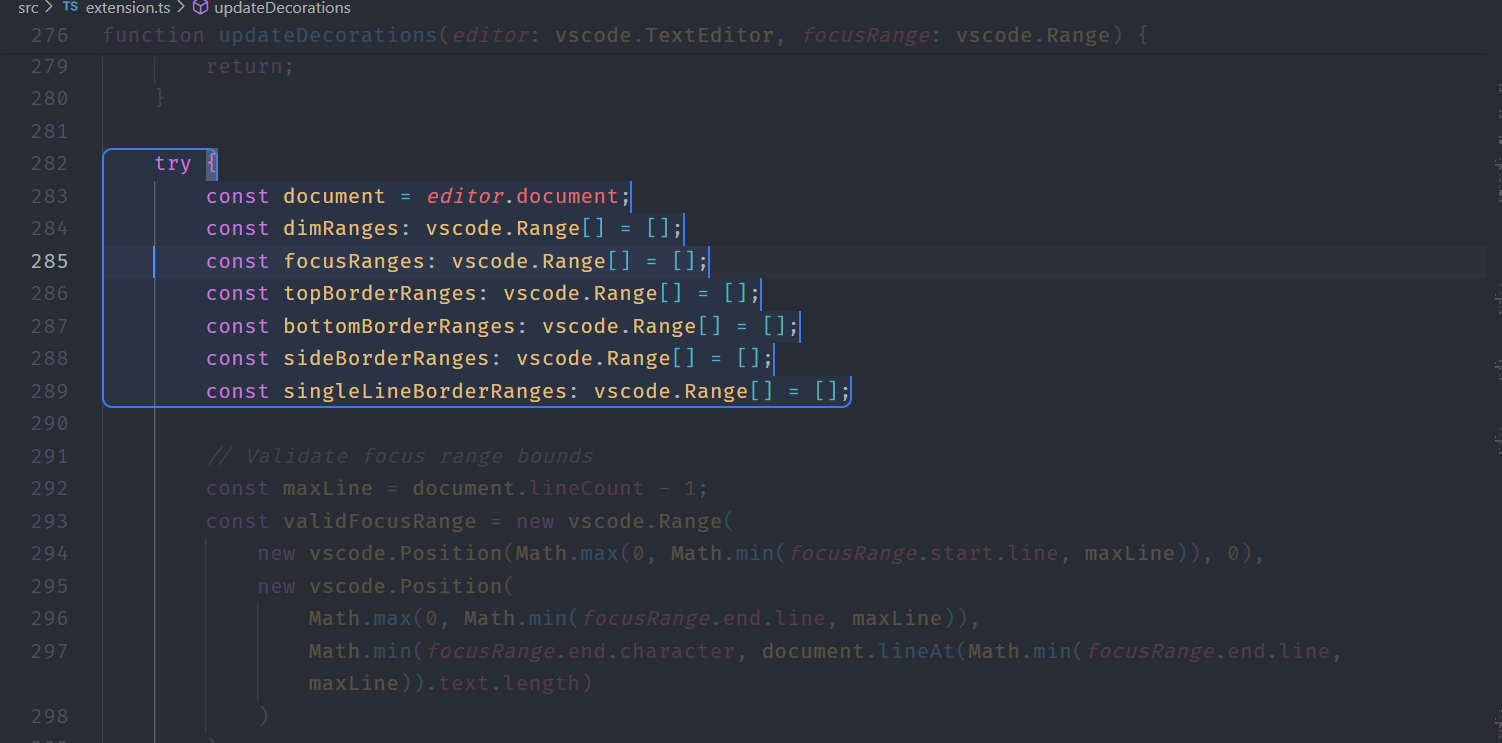 src > TS extension.ts > updateDecorations
276 function updateDecorations(editor: vscode.TextEditor, focusRange: vscode.Range) {
279         return;
280     }
281
282     try {
283         const document = editor.document;
284         const dimRanges: vscode.Range[] = [];
285         const focusRanges: vscode.Range[] = [];
286         const topBorderRanges: vscode.Range[] = [];
287         const bottomBorderRanges: vscode.Range[] = [];
288         const sideBorderRanges: vscode.Range[] = [];
289         const singleLineBorderRanges: vscode.Range[] = [];
290
291         // Validate focus range bounds
292         const maxLine = document.lineCount - 1;
293         const validFocusRange = new vscode.Range(
294             new vscode.Position(Math.max(0, Math.min(focusRange.start.line, maxLine)), 0),
295             new vscode.Position(
296                 Math.max(0, Math.min(focusRange.end.line, maxLine)),
297                 Math.min(focusRange.end.character, document.lineAt(Math.min(focusRange.end.line,
                maxLine)).text.length)
298             )